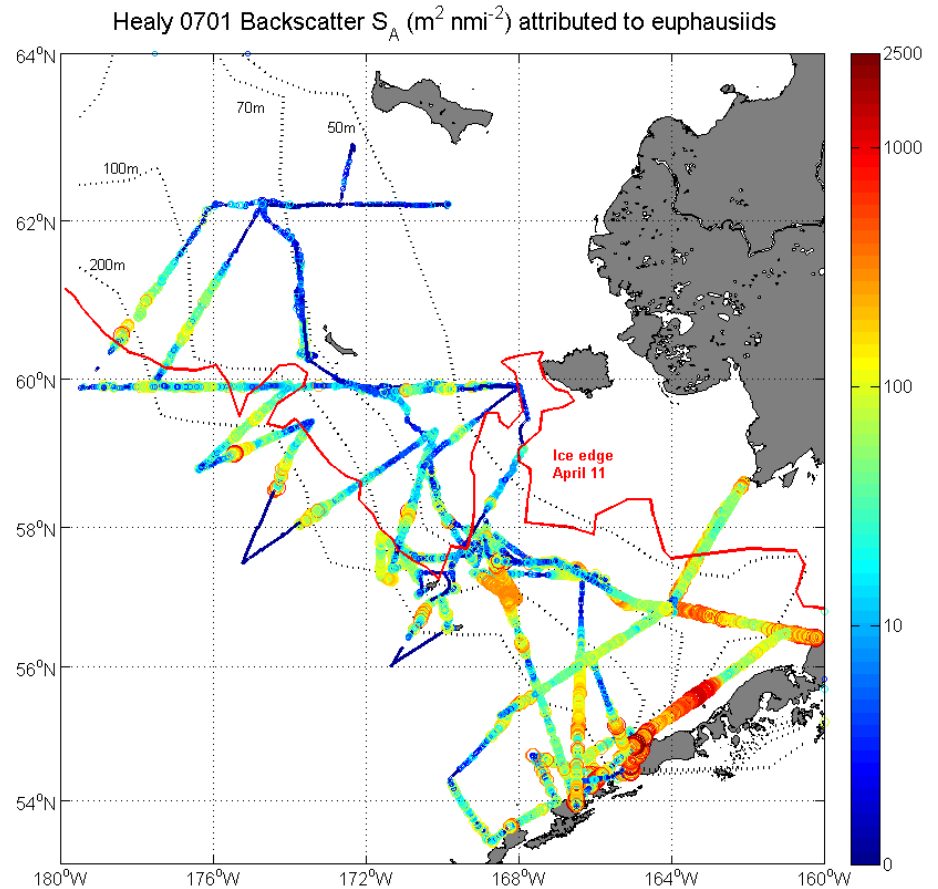 Healy 0701 Backscatter S_A (m² nmi⁻²) attributed to euphausiids
64°N
62°N
60°N
58°N
56°N
54°N
180°W
176°W
172°W
168°W
164°W
160°W
70m
50m
100m
200m
Ice edge
April 11
2500
1000
100
10
0